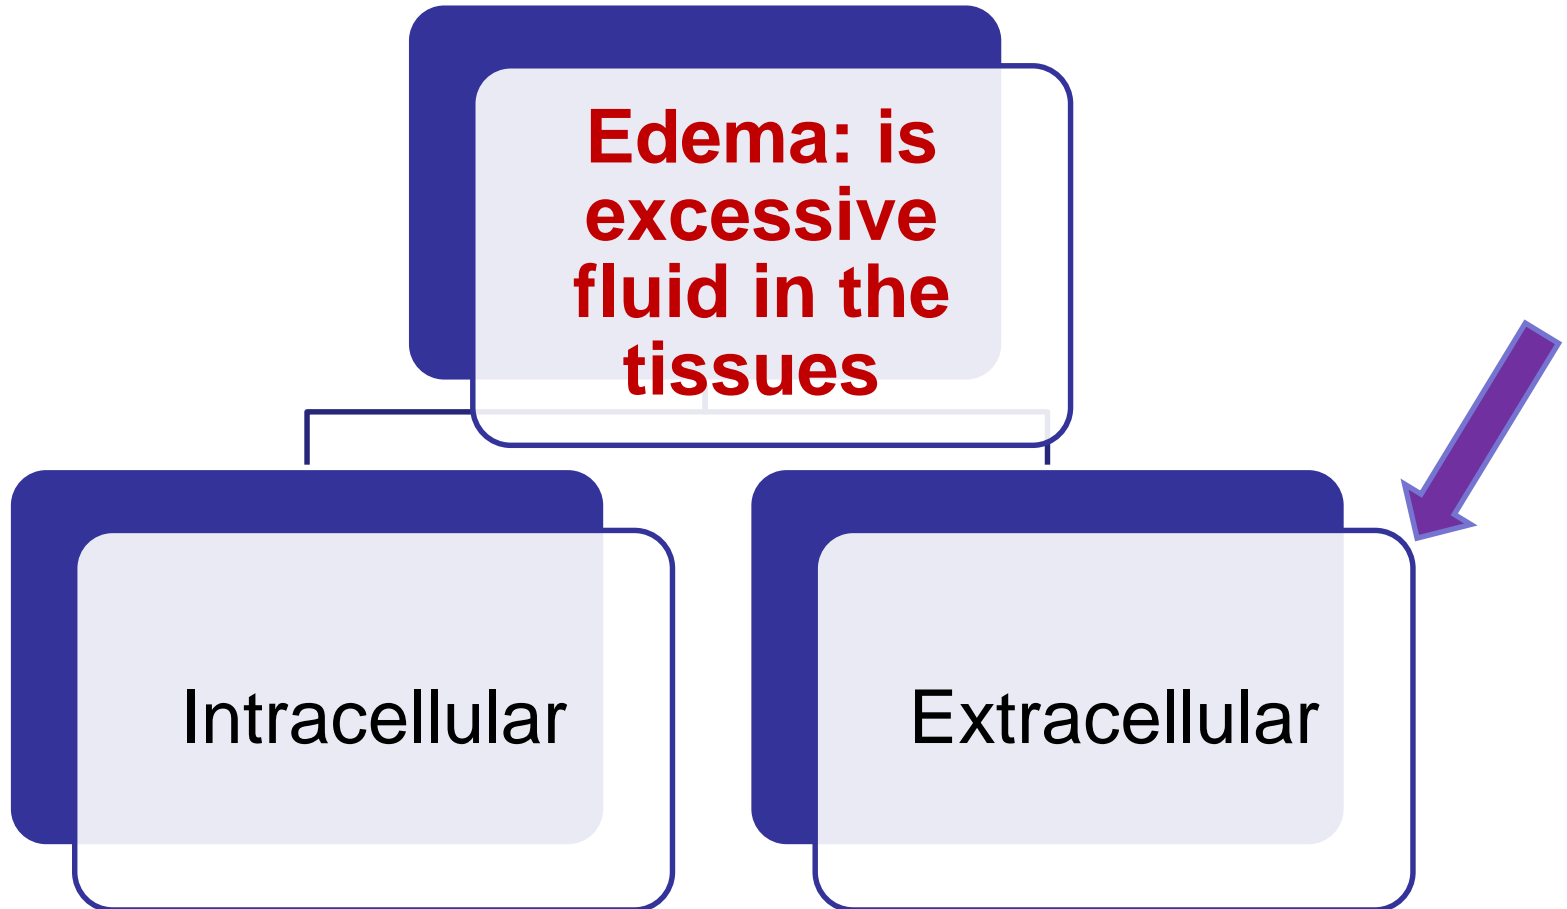 Edema: is
excessive
fluid in the
tissues
Intracellular
Extracellular